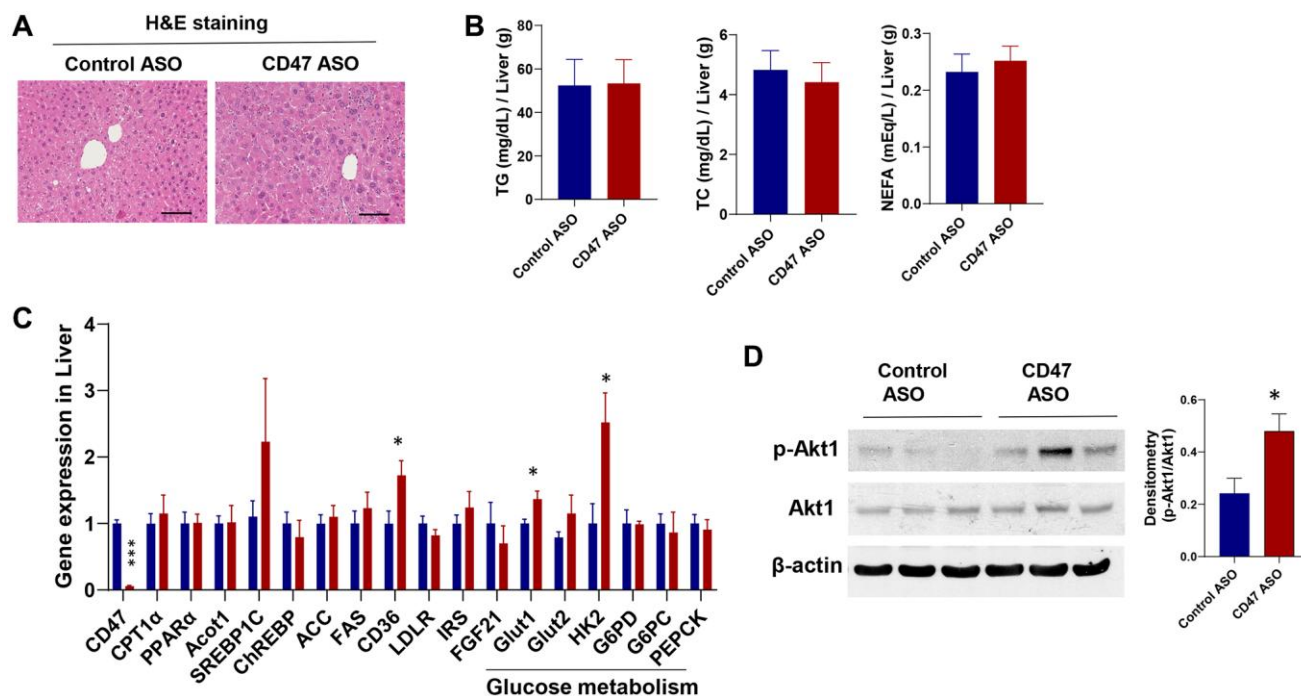 A
H&E staining
Control ASO
CD47 ASO
B
TG (mg/dL) / Liver (g)
80
60
40
20
0
Control ASO
CD47 ASO
TC (mg/dL) / Liver (g)
6
4
2
0
Control ASO
CD47 ASO
NEFA (mEq/L) / Liver (g)
0.3
0.2
0.1
0.0
Control ASO
CD47 ASO
C
Gene expression in Liver
4
3
2
1
0
***
*
*
*
CD47
CPT1α
PPARα
Acot1
SREBP1C
ChREBP
ACC
FAS
CD36
LDLR
IRS
FGF21
Glut1
Glut2
HK2
G6PD
G6PC
PEPCK
Glucose metabolism
D
Control
ASO
CD47
ASO
p-Akt1
Akt1
β-actin
Densitometry
(p-Akt1/Akt1)
0.6
0.4
0.2
0.0
*
Control ASO
CD47 ASO